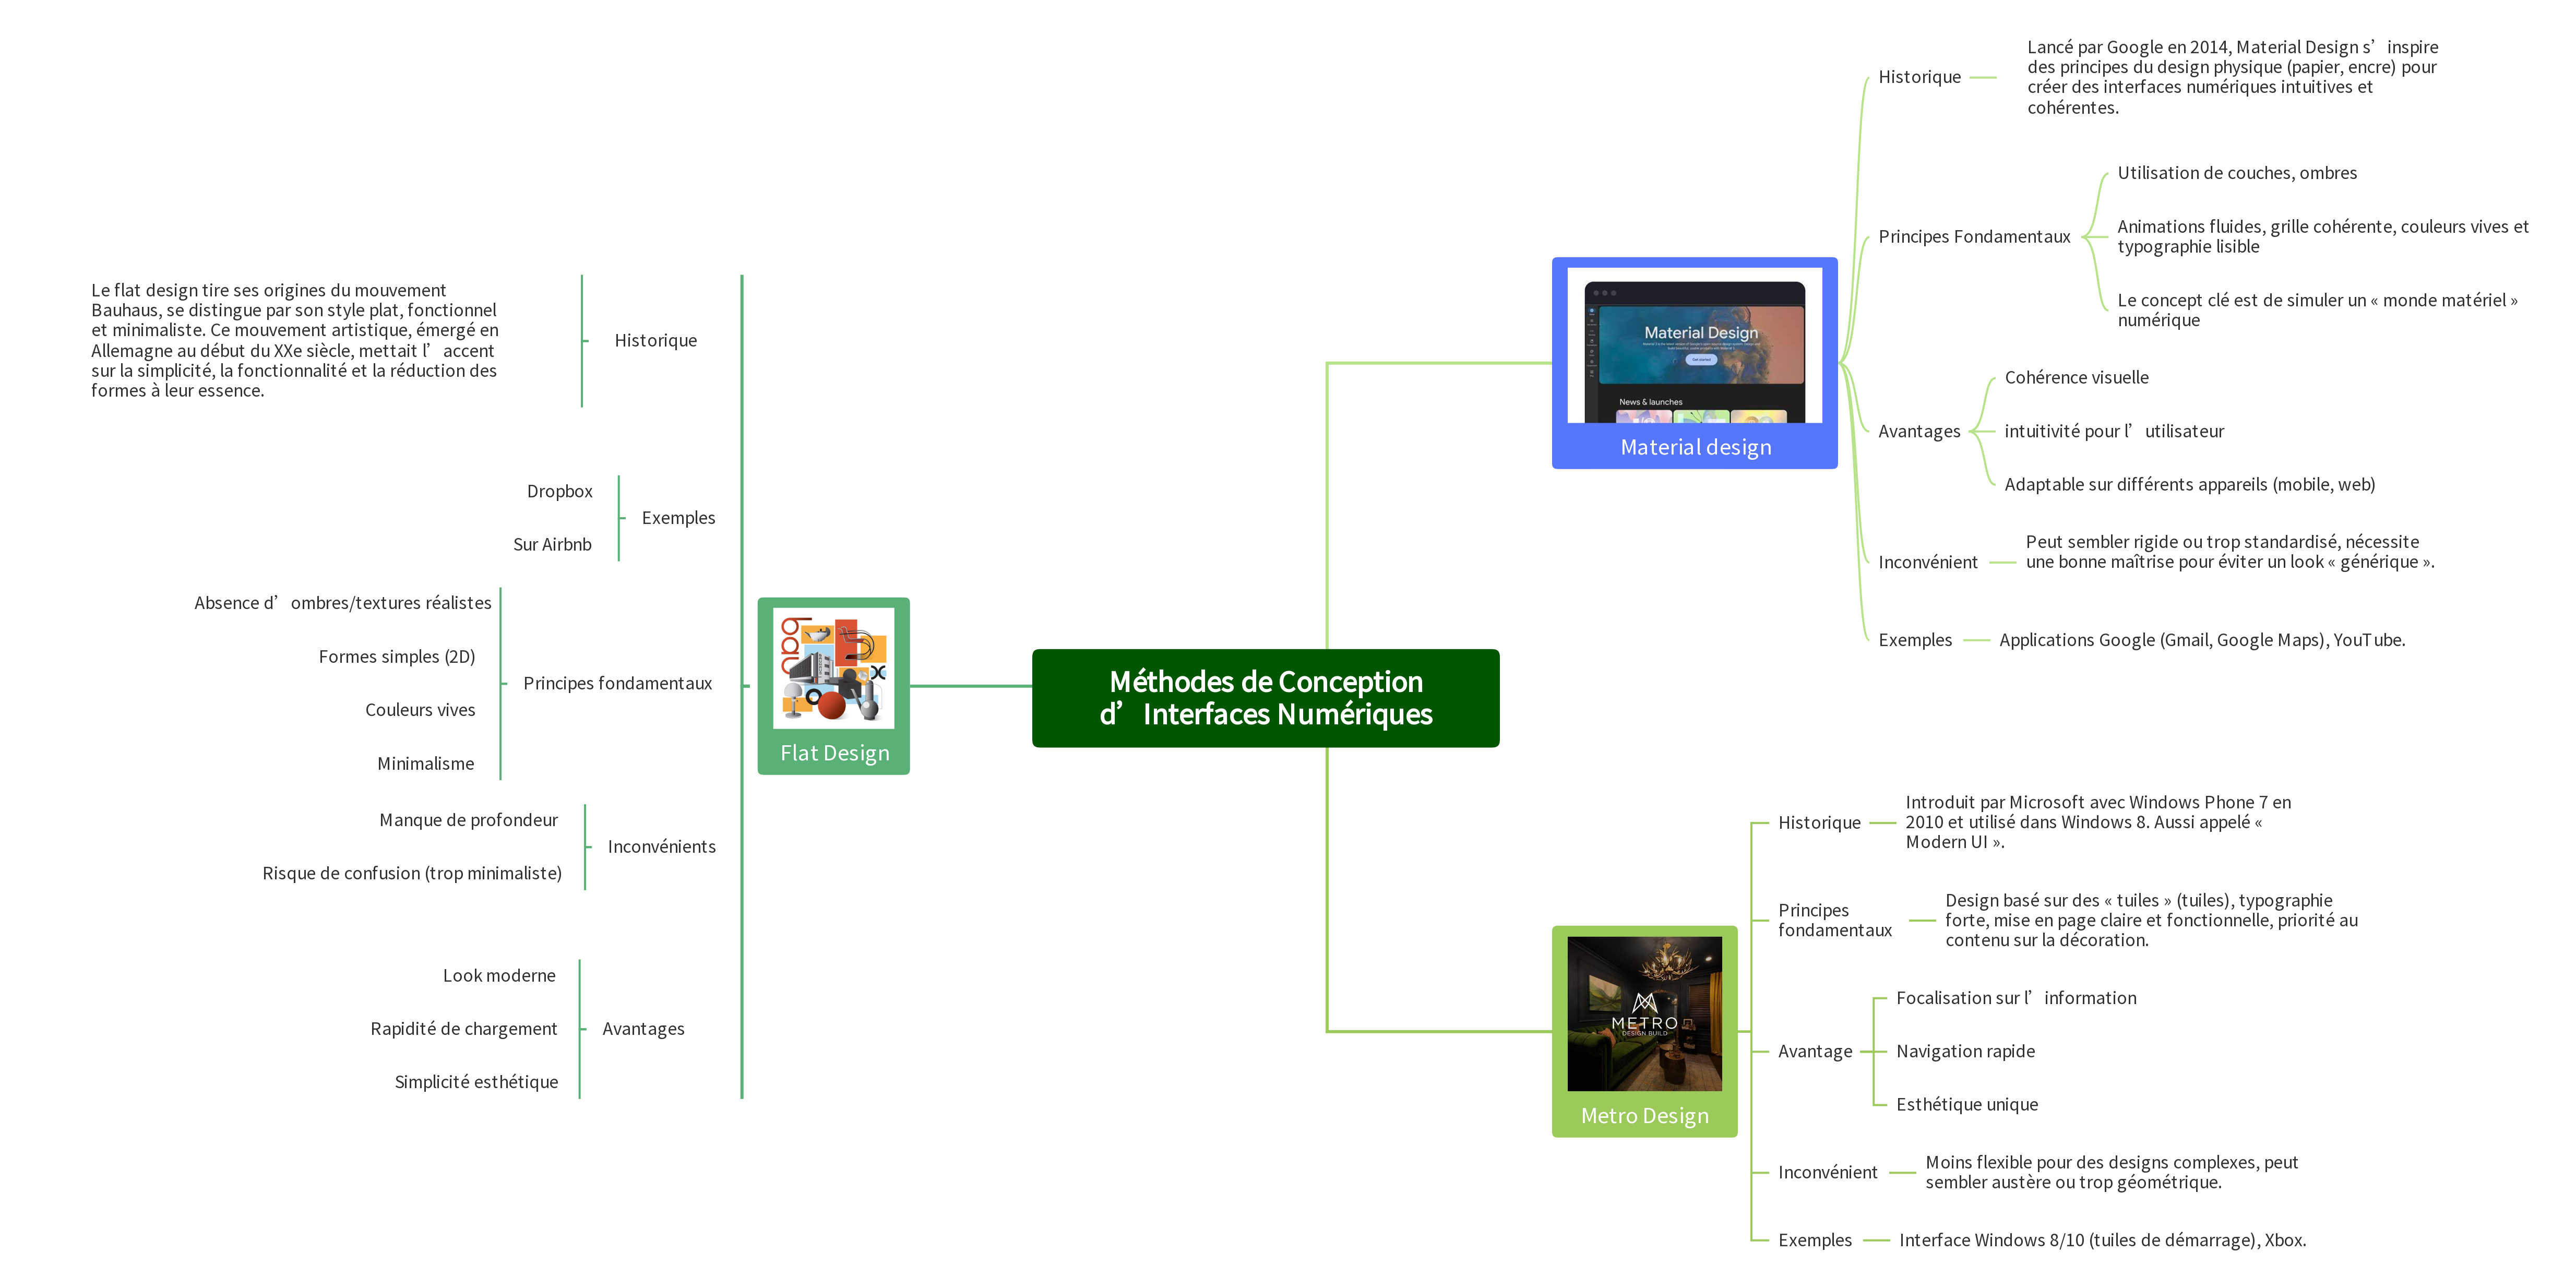 Méthodes de Conception
d’Interfaces Numériques
Flat Design
bau
Historique
Le flat design tire ses origines du mouvement
Bauhaus, se distingue par son style plat, fonctionnel
et minimaliste. Ce mouvement artistique, émergé en
Allemagne au début du XXe siècle, mettait l’accent
sur la simplicité, la fonctionnalité et la réduction des
formes à leur essence.
Exemples
Dropbox
Sur Airbnb
Principes fondamentaux
Absence d’ombres/textures réalistes
Formes simples (2D)
Couleurs vives
Minimalisme
Inconvénients
Manque de profondeur
Risque de confusion (trop minimaliste)
Avantages
Look moderne
Rapidité de chargement
Simplicité esthétique
Material Design
Get started
News & launches
Material design
Historique
Lancé par Google en 2014, Material Design s’inspire
des principes du design physique (papier, encre) pour
créer des interfaces numériques intuitives et
cohérentes.
Principes Fondamentaux
Utilisation de couches, ombres
Animations fluides, grille cohérente, couleurs vives et
typographie lisible
Le concept clé est de simuler un « monde matériel »
numérique
Avantages
Cohérence visuelle
intuitivité pour l’utilisateur
Adaptable sur différents appareils (mobile, web)
Inconvénient
Peut sembler rigide ou trop standardisé, nécessite
une bonne maîtrise pour éviter un look « générique ».
Exemples
Applications Google (Gmail, Google Maps), YouTube.
METRO
DESIGN BUILD
Metro Design
Historique
Introduit par Microsoft avec Windows Phone 7 en
2010 et utilisé dans Windows 8. Aussi appelé «
Modern UI ».
Principes
fondamentaux
Design basé sur des « tuiles » (tuiles), typographie
forte, mise en page claire et fonctionnelle, priorité au
contenu sur la décoration.
Avantage
Focalisation sur l’information
Navigation rapide
Esthétique unique
Inconvénient
Moins flexible pour des designs complexes, peut
sembler austère ou trop géométrique.
Exemples
Interface Windows 8/10 (tuiles de démarrage), Xbox.